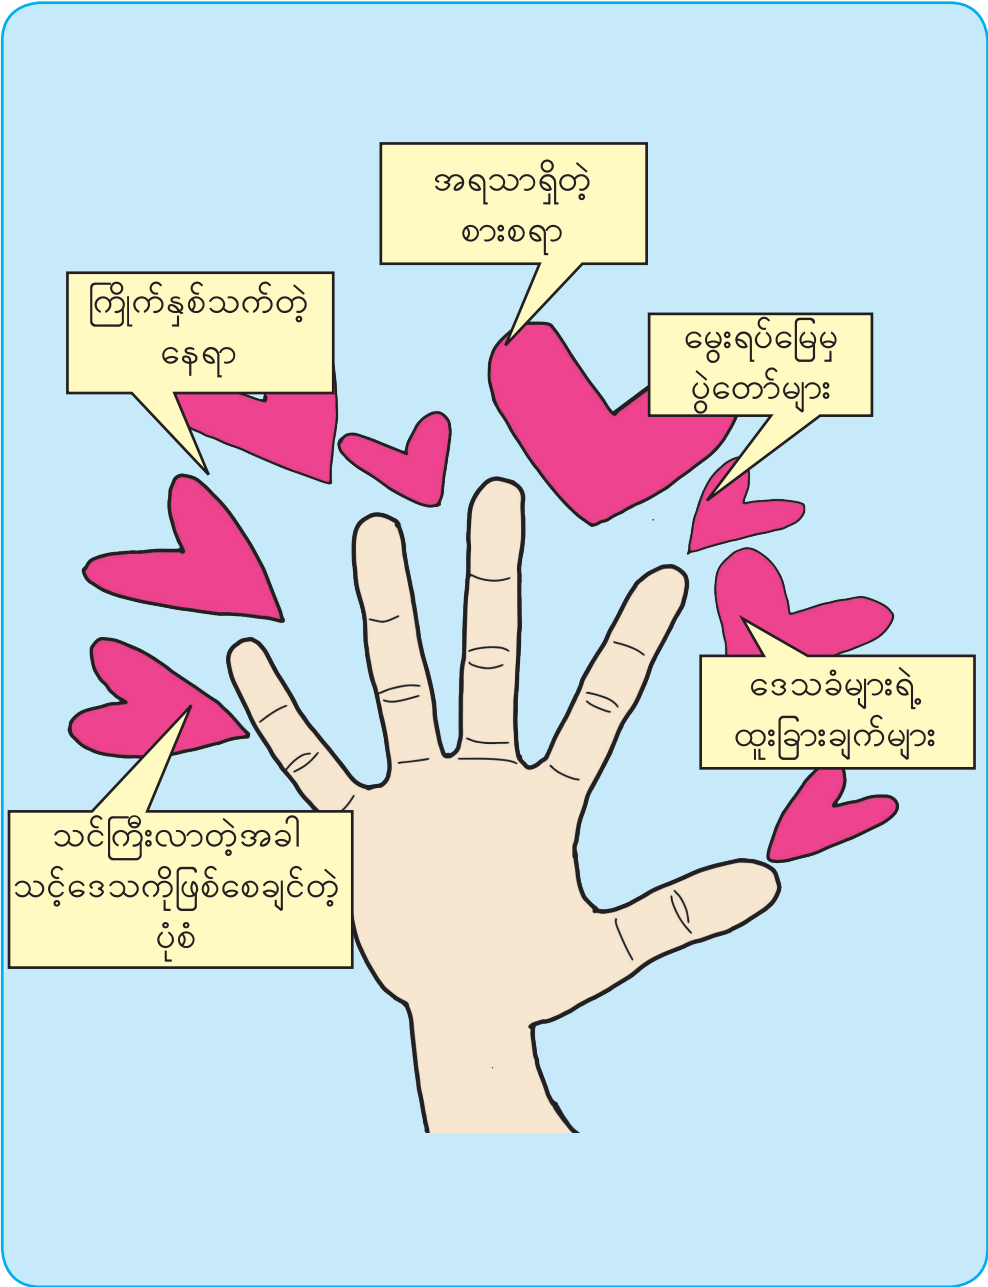 အရသာရှိတဲ့
စားစရာ
ကြိုက်နှစ်သက်တဲ့
နေရာ
မွေးရပ်မြေမှ
ပွဲတော်များ
ဒေသခံများရဲ့
ထူးခြားချက်များ
သင်ကြီးလာတဲ့အခါ
သင့်ဒေသကိုဖြစ်စေချင်တဲ့
ပုံစံ